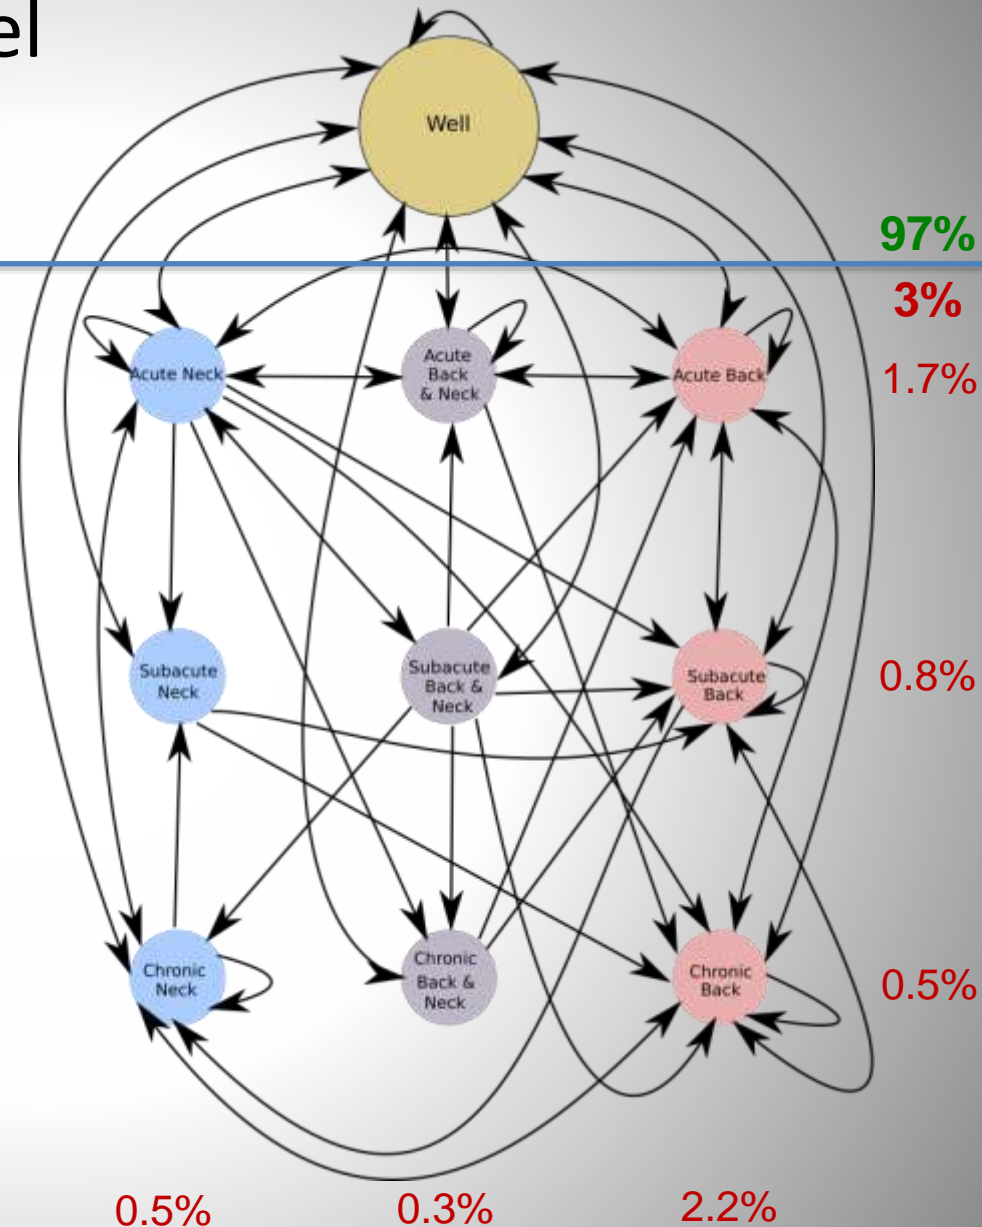 el
Well
97%
3%
Acute Neck
Acute
Back
& Neck
Acute Back
1.7%
Subacute
Neck
Subacute
Back &
Neck
Subacute
Back
0.8%
Chronic
Neck
Chronic
Back &
Neck
Chronic
Back
0.5%
0.5%
0.3%
2.2%